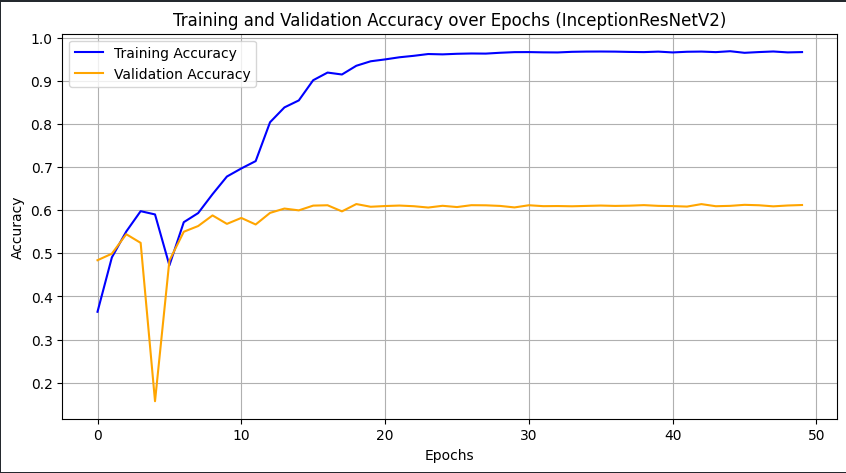 Training and Validation Accuracy over Epochs (InceptionResNetV2)
Training Accuracy
Validation Accuracy
Accuracy
1.0
0.9
0.8
0.7
0.6
0.5
0.4
0.3
0.2
0 10 20 30 40 50
Epochs